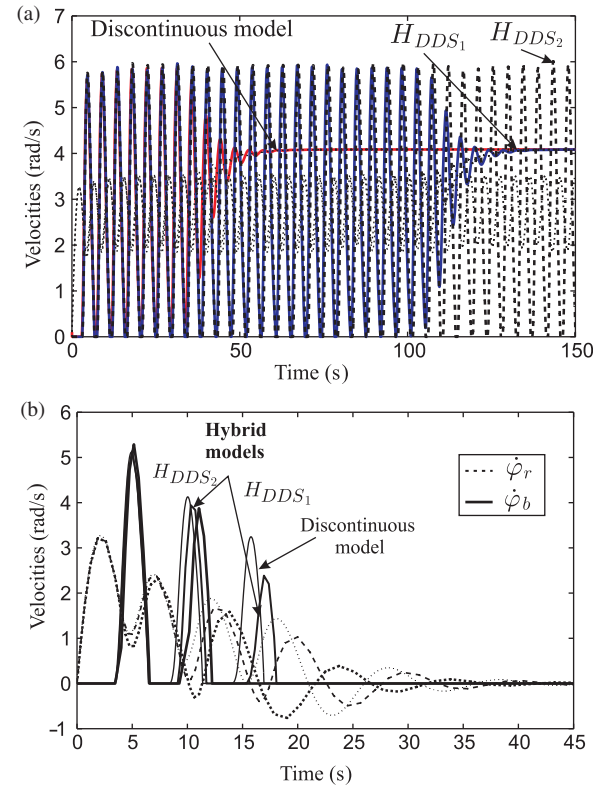 (a)
7
Discontinuous model
H_{DDS_1}
H_{DDS_2}
6
5
4
3
2
1
0
Velocities (rad/s)
0
50
100
150
Time (s)
(b)
6
5
4
3
2
1
0
−1
Velocities (rad/s)
Hybrid
models
H_{DDS_2}
H_{DDS_1}
Discontinuous
model
φ̇_r
φ̇_b
0
5
10
15
20
25
30
35
40
45
Time (s)